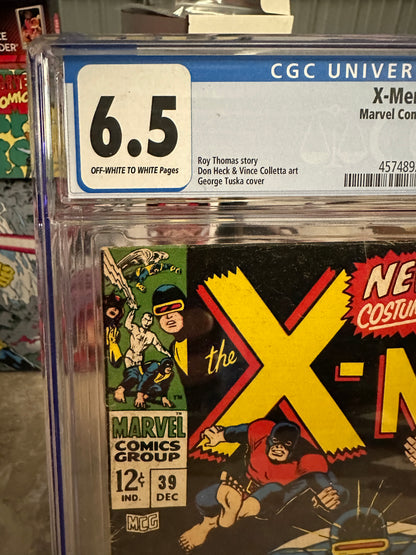 CGC UNIVER
6.5
OFF-WHITE TO WHITE Pages
X-Men
Marvel Com
Roy Thomas story
Don Heck & Vince Colletta art
George Tuska cover
457489
NEW
COSTUM
the
X-M
MARVEL
COMICS
GROUP
12¢
IND.
39
DEC
MCG